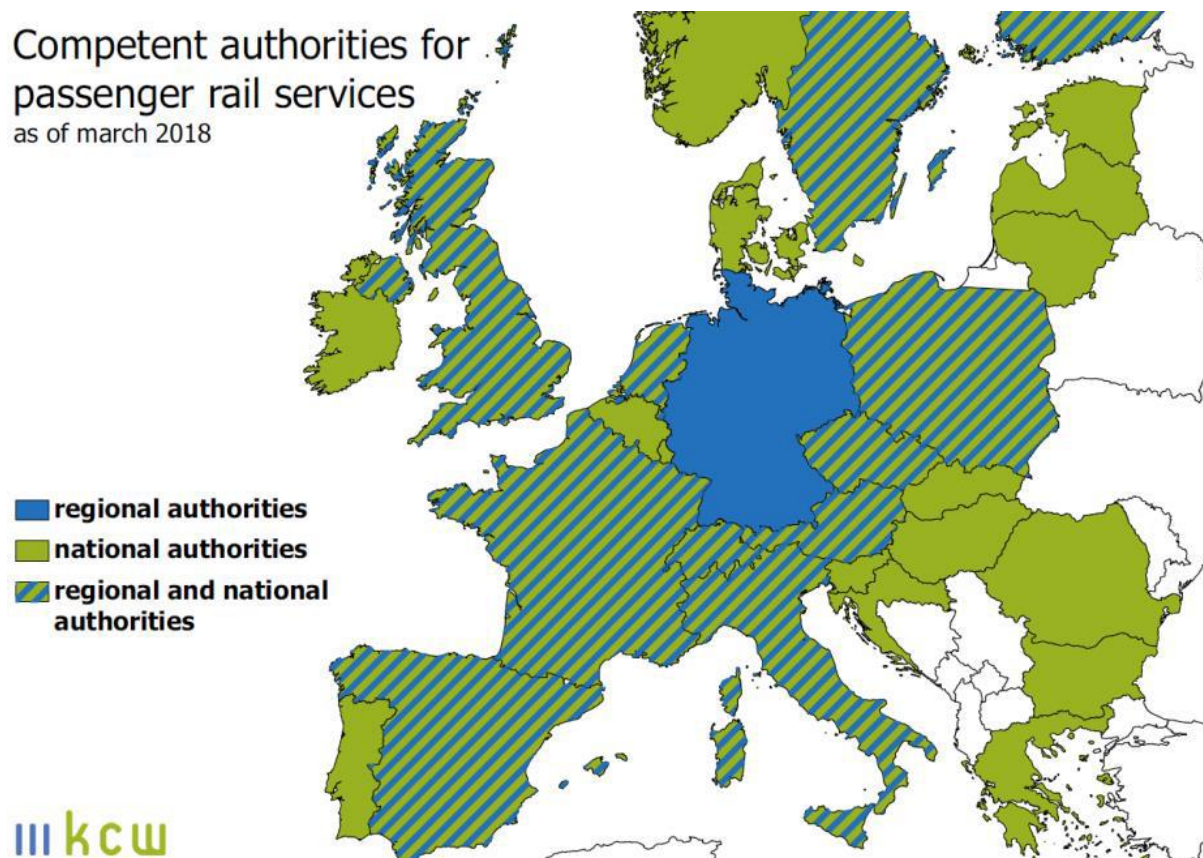 Competent authorities for
passenger rail services
as of march 2018
regional authorities
national authorities
regional and national
authorities
kcw